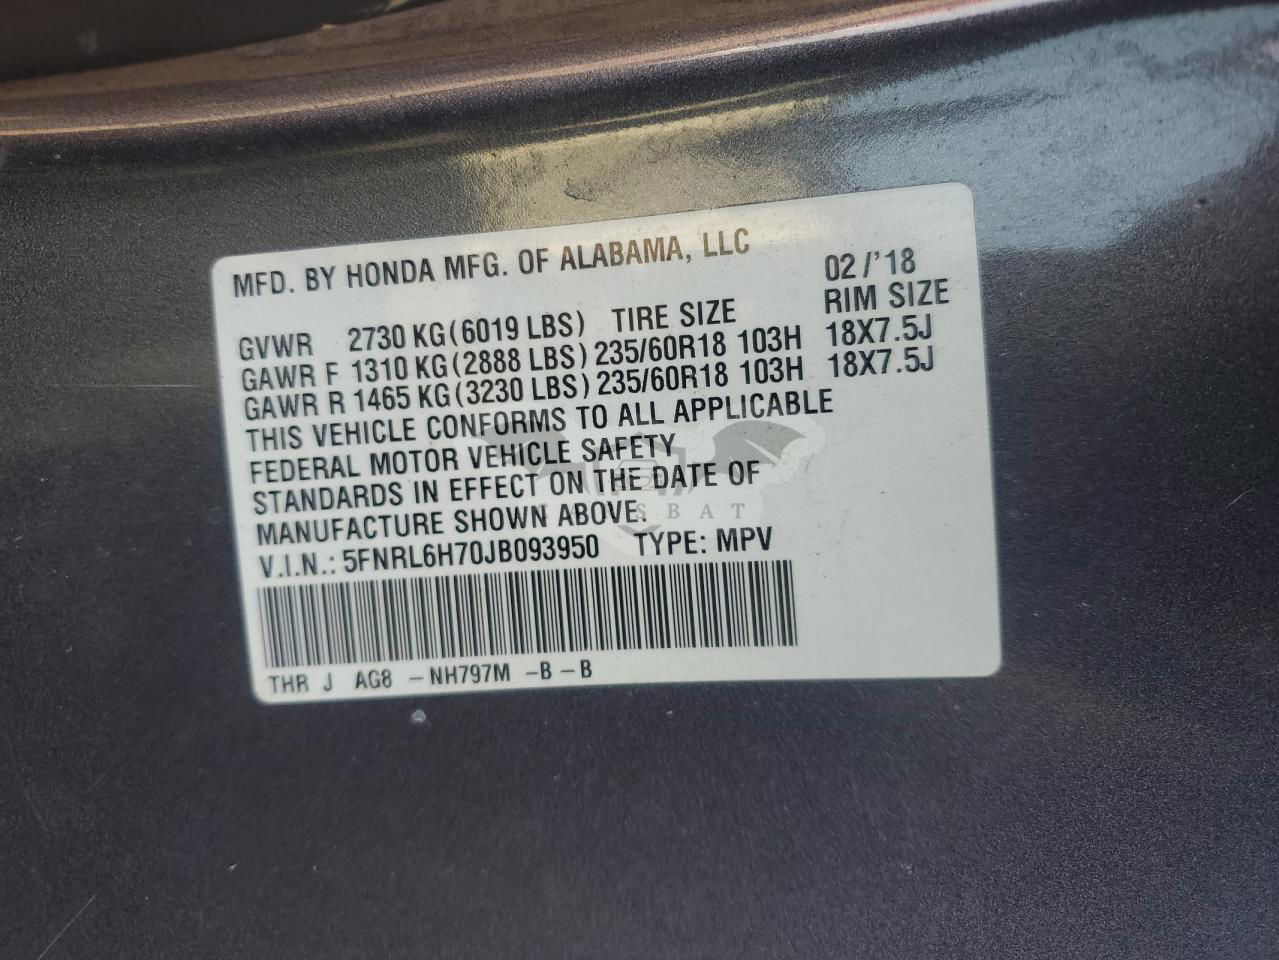 MFD. BY HONDA MFG. OF ALABAMA, LLC 02/'18
GVWR 2730 KG(6019 LBS) TIRE SIZE RIM SIZE
GAWR F 1310 KG(2888 LBS) 235/60R18 103H 18X7.5J
GAWR R 1465 KG(3230 LBS) 235/60R18 103H 18X7.5J
THIS VEHICLE CONFORMS TO ALL APPLICABLE
FEDERAL MOTOR VEHICLE SAFETY
STANDARDS IN EFFECT ON THE DATE OF
MANUFACTURE SHOWN ABOVE.
V.I.N.: 5FNRL6H70JB093950 TYPE: MPV
THR J AG8 -NH797M -B-B